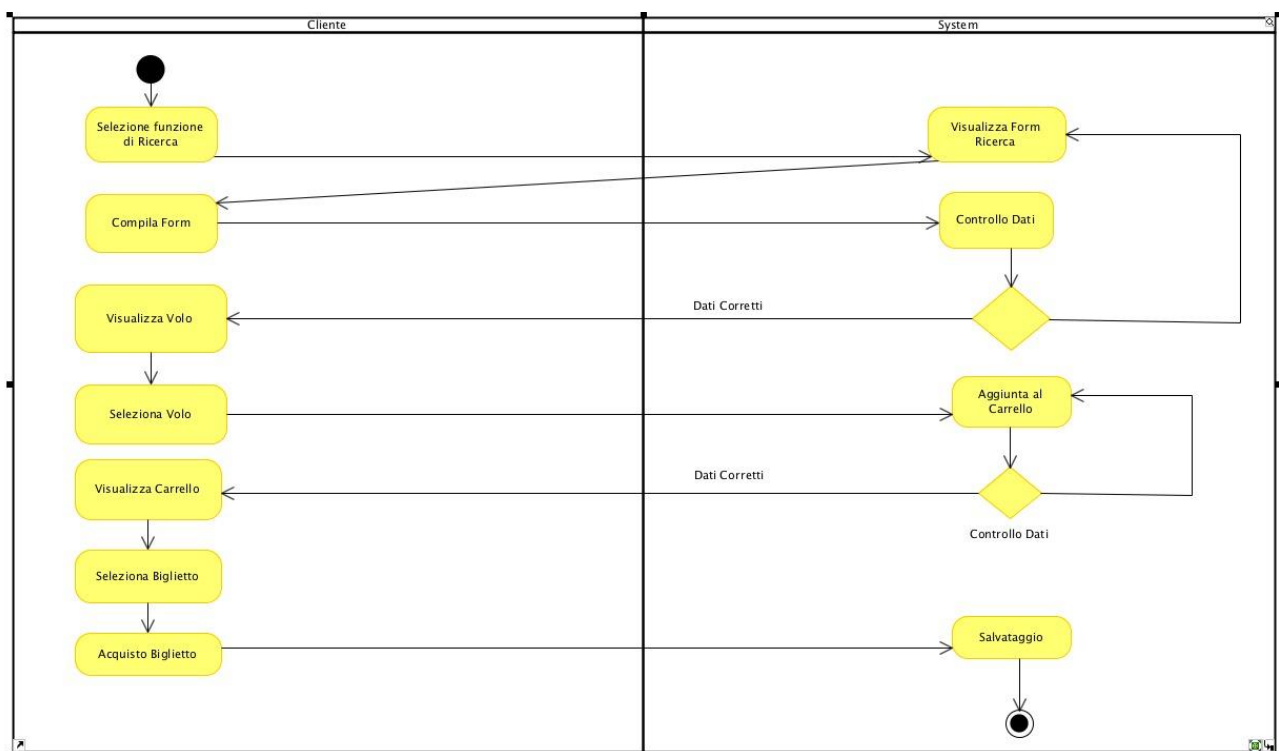 Cliente
System
Selezione funzione
di Ricerca
Visualizza Form
Ricerca
Compila Form
Controllo Dati
Dati Corretti
Visualizza Volo
Seleziona Volo
Aggiunta al
Carrello
Dati Corretti
Visualizza Carrello
Controllo Dati
Seleziona Biglietto
Acquisto Biglietto
Salvataggio